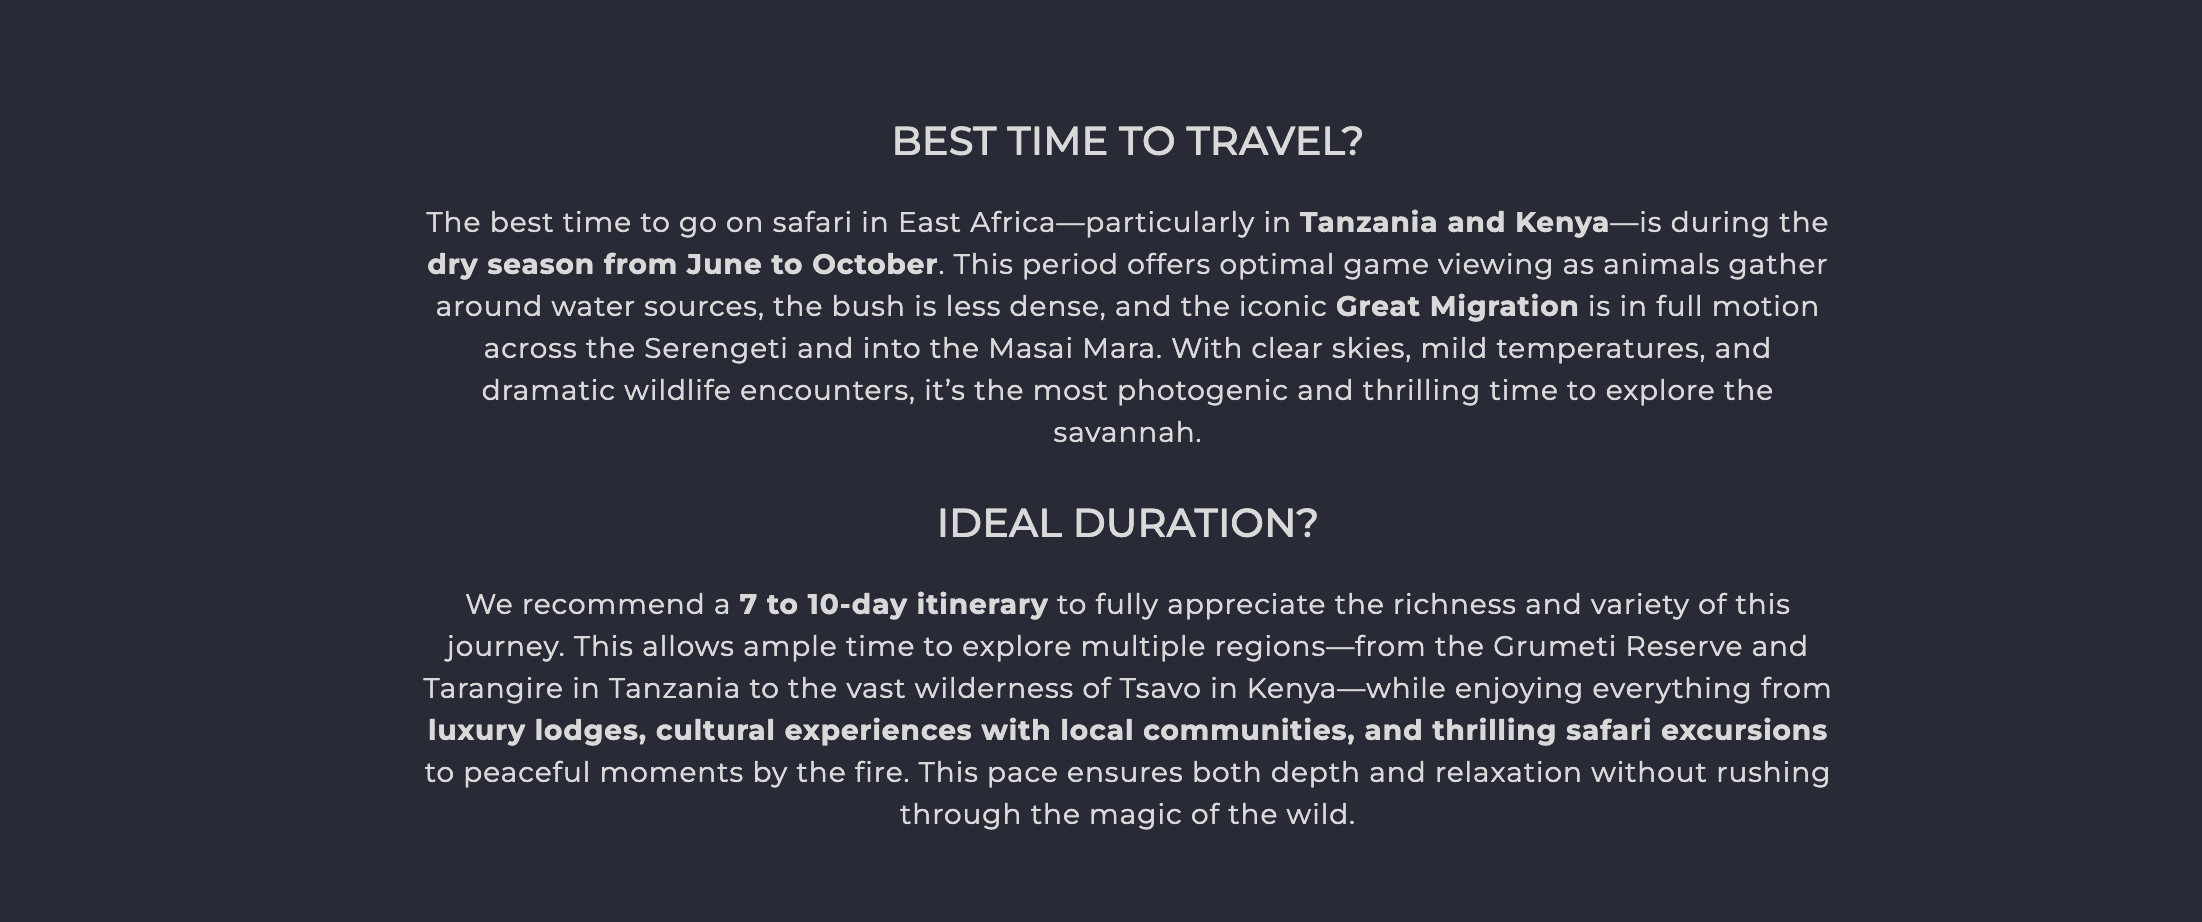 BEST TIME TO TRAVEL?
The best time to go on safari in East Africa—particularly in Tanzania and Kenya—is during the
dry season from June to October. This period offers optimal game viewing as animals gather
around water sources, the bush is less dense, and the iconic Great Migration is in full motion
across the Serengeti and into the Masai Mara. With clear skies, mild temperatures, and
dramatic wildlife encounters, it’s the most photogenic and thrilling time to explore the
savannah.
IDEAL DURATION?
We recommend a 7 to 10-day itinerary to fully appreciate the richness and variety of this
journey. This allows ample time to explore multiple regions—from the Grumeti Reserve and
Tarangire in Tanzania to the vast wilderness of Tsavo in Kenya—while enjoying everything from
luxury lodges, cultural experiences with local communities, and thrilling safari excursions
to peaceful moments by the fire. This pace ensures both depth and relaxation without rushing
through the magic of the wild.